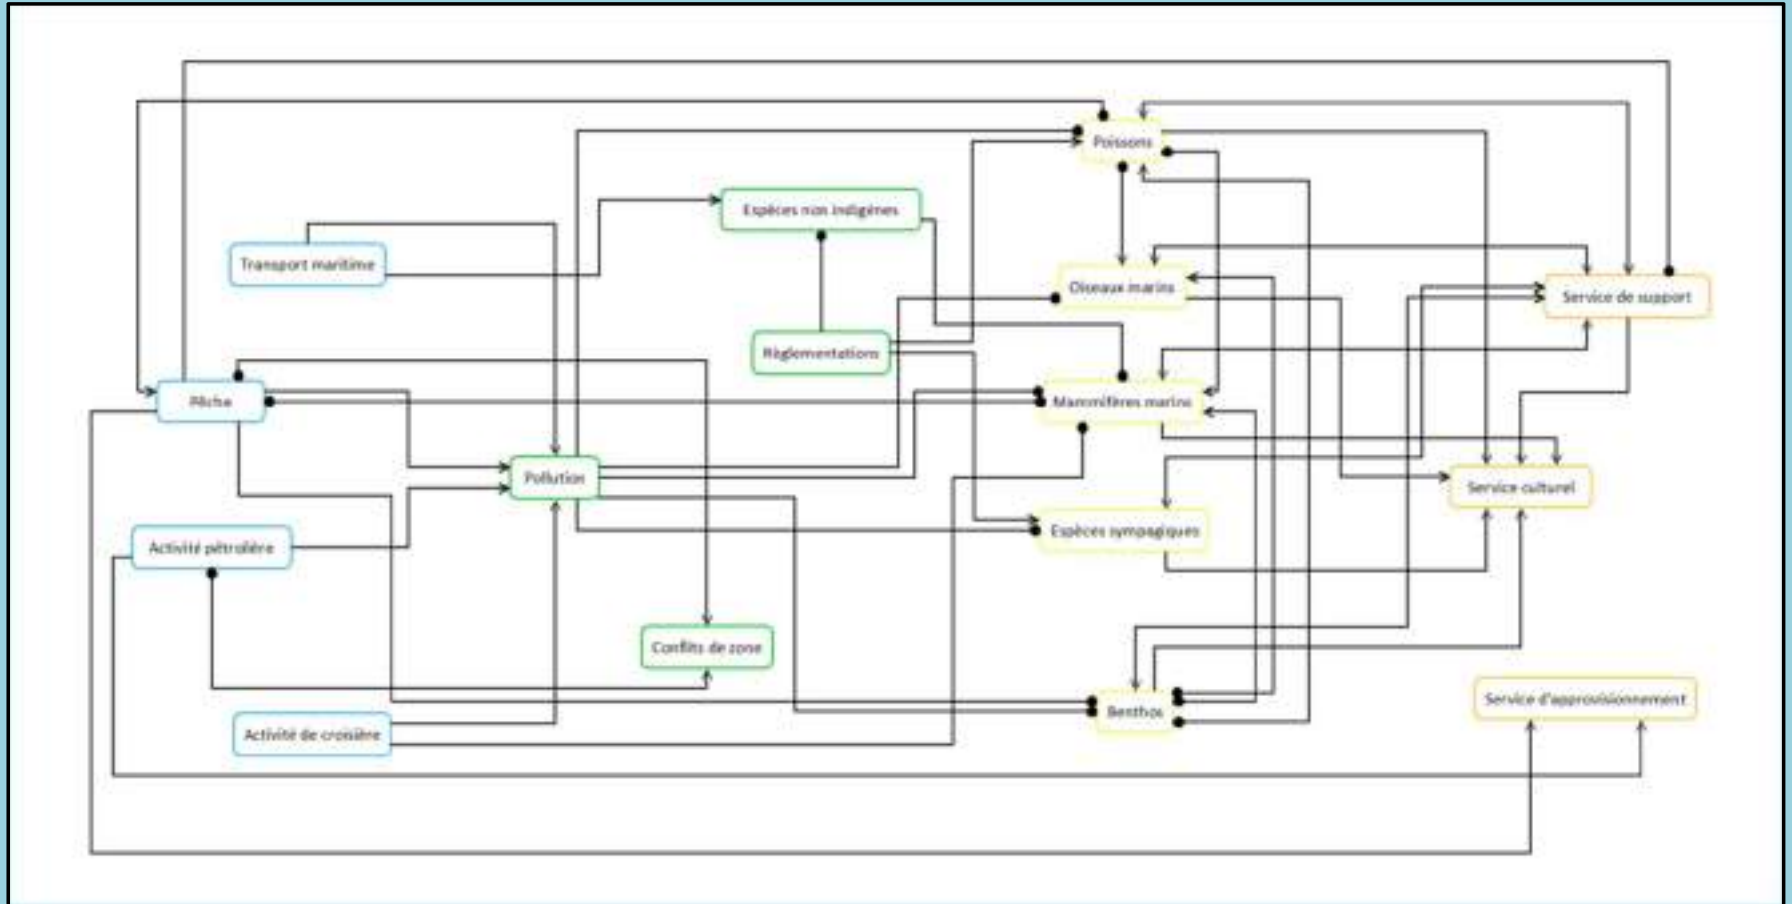 Poissons
Espèces non indigènes
Transport maritime
Oiseaux marins
Service de support
Règlementations
Pêche
Mammifères marins
Pollution
Service culturel
Espèces sympagiques
Activité pétrolière
Conflits de zone
Service d'approvisionnement
Benthos
Activité de croisière